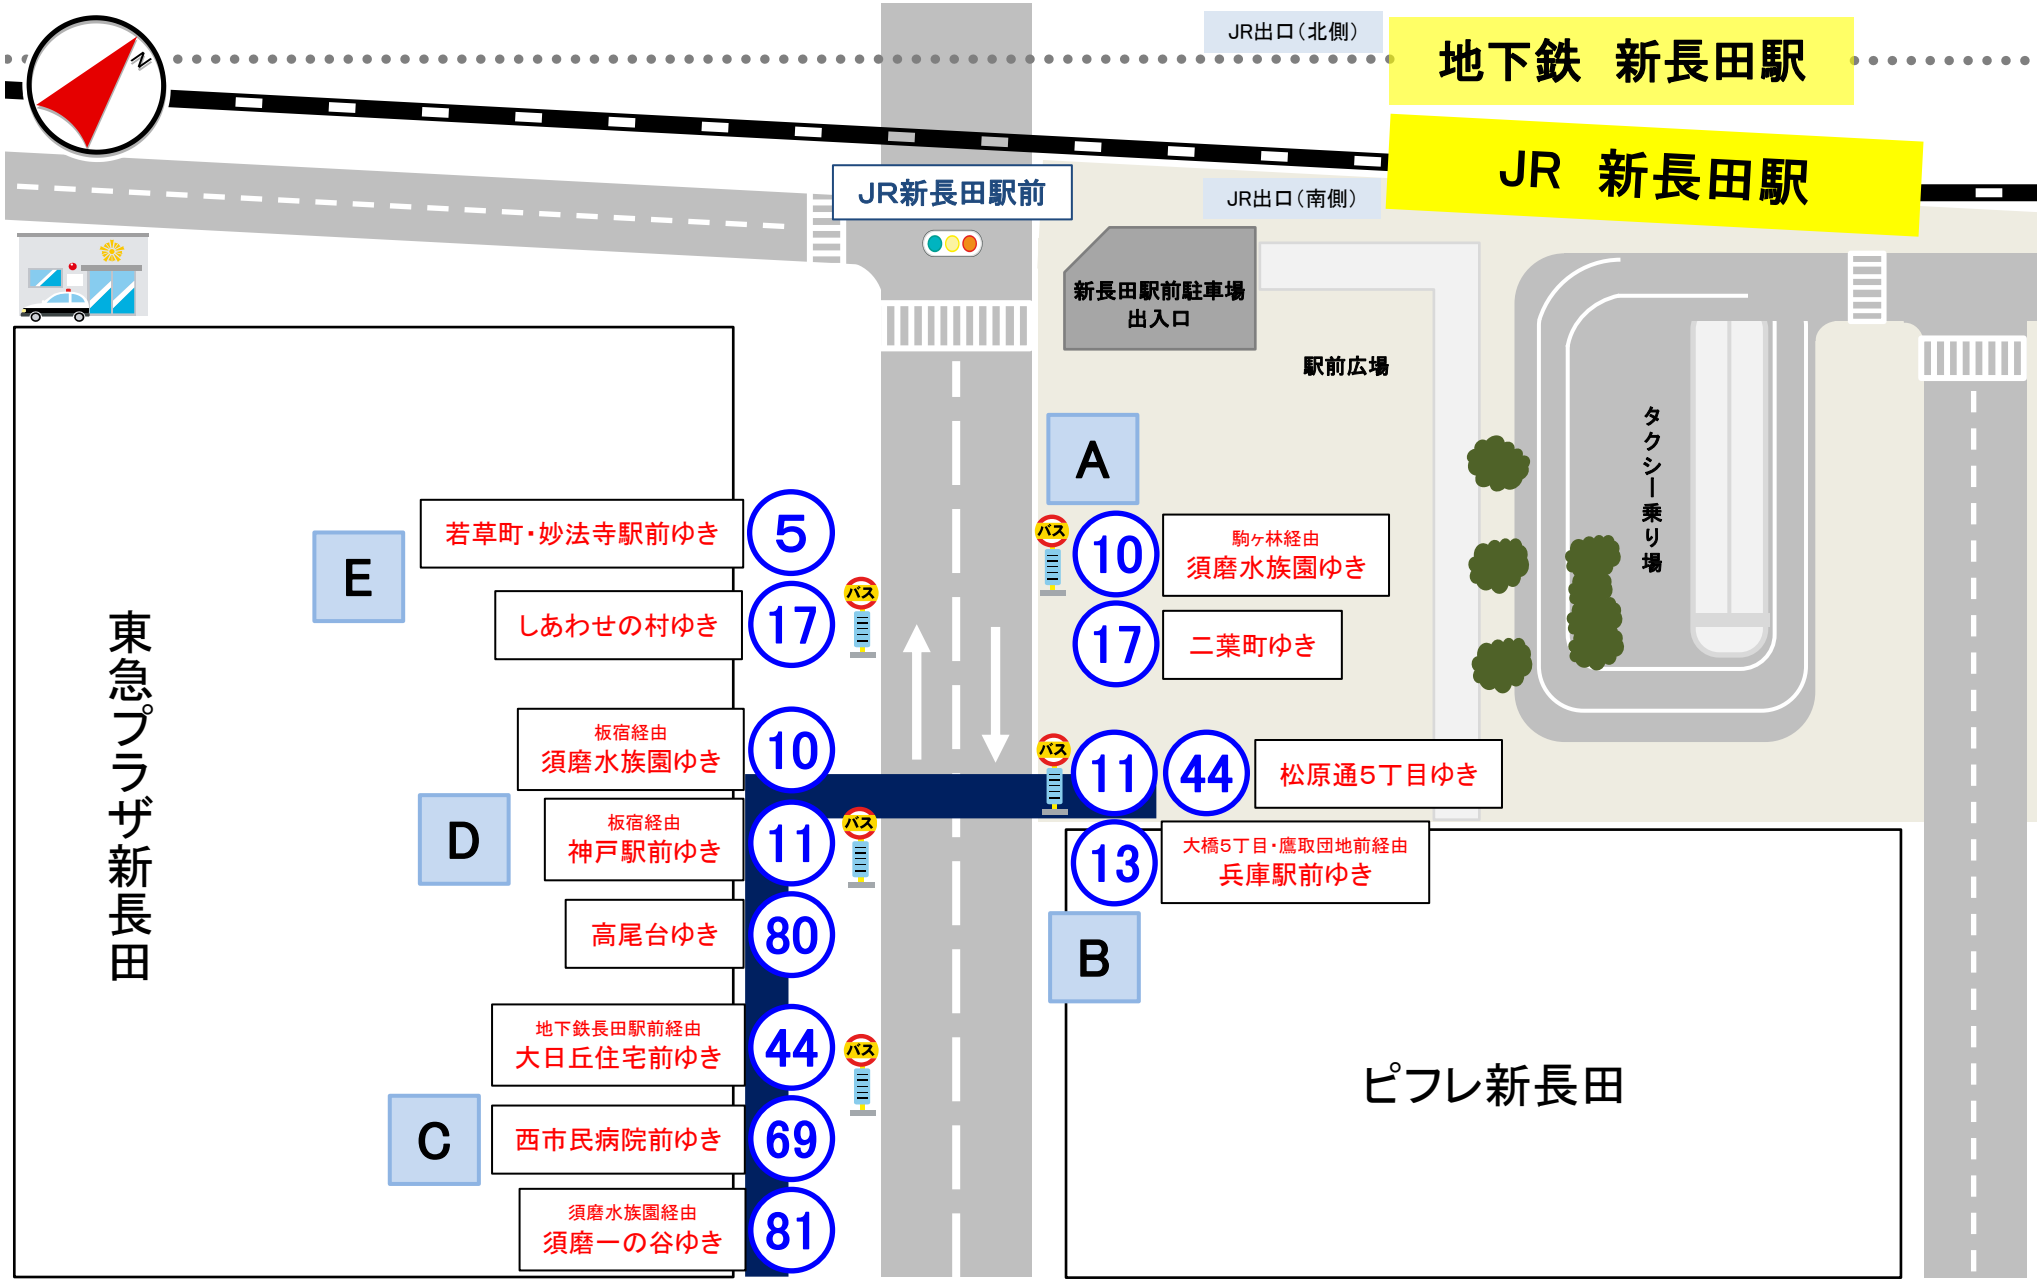 N
JR出口（北側）
地下鉄　新長田駅
JR　新長田駅
JR新長田駅前
JR出口（南側）
新長田駅前駐車場
出入口
駅前広場
タクシー乗り場
A
バス
10
駒ヶ林経由
須磨水族園ゆき
17
二葉町ゆき
バス
11
44
松原通5丁目ゆき
13
大橋5丁目・鷹取団地前経由
兵庫駅前ゆき
B
ピフレ新長田
東急プラザ新長田
E
若草町・妙法寺駅前ゆき
5
しあわせの村ゆき
17
バス
板宿経由
須磨水族園ゆき
10
D
板宿経由
神戸駅前ゆき
11
バス
高尾台ゆき
80
地下鉄長田駅前経由
大日丘住宅前ゆき
44
バス
C
西市民病院前ゆき
69
須磨水族園経由
須磨一の谷ゆき
81